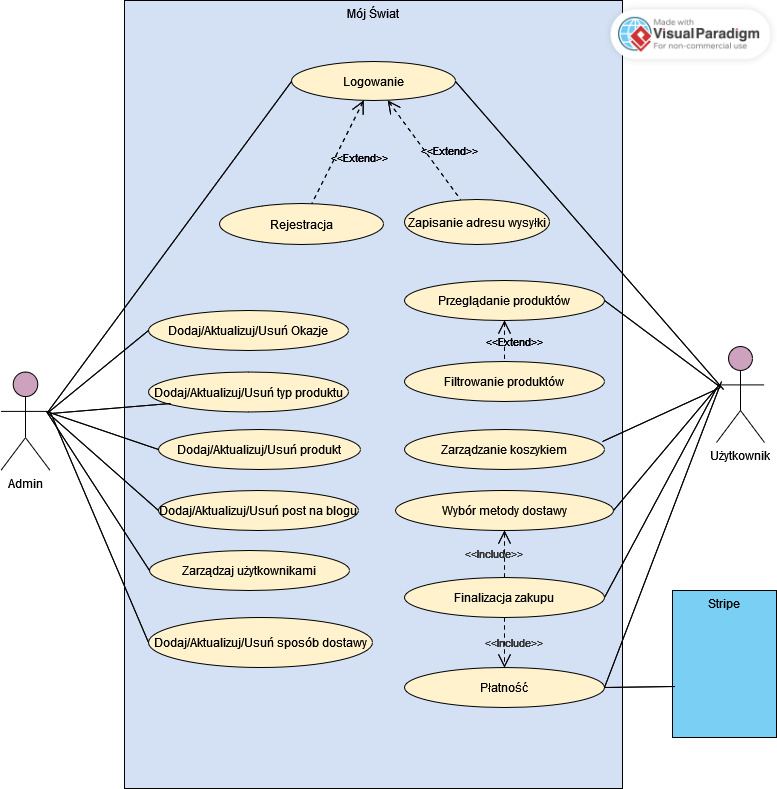 Mój Świat
Made with
VisualParadigm
For non-commercial use
Logowanie
<<Extend>>
<<Extend>>
Rejestracja
Zapisanie adresu wysyłki
Przeglądanie produktów
Dodaj/Aktualizuj/Usuń Okazje
<<Extend>>
Filtrowanie produktów
Dodaj/Aktualizuj/Usuń typ produktu
Zarządzanie koszykiem
Dodaj/Aktualizuj/Usuń produkt
Użytkownik
Admin
Wybór metody dostawy
Dodaj/Aktualizuj/Usuń post na blogu
<<Include>>
Zarządzaj użytkownikami
Finalizacja zakupu
Stripe
Dodaj/Aktualizuj/Usuń sposób dostawy
<<Include>>
Płatność